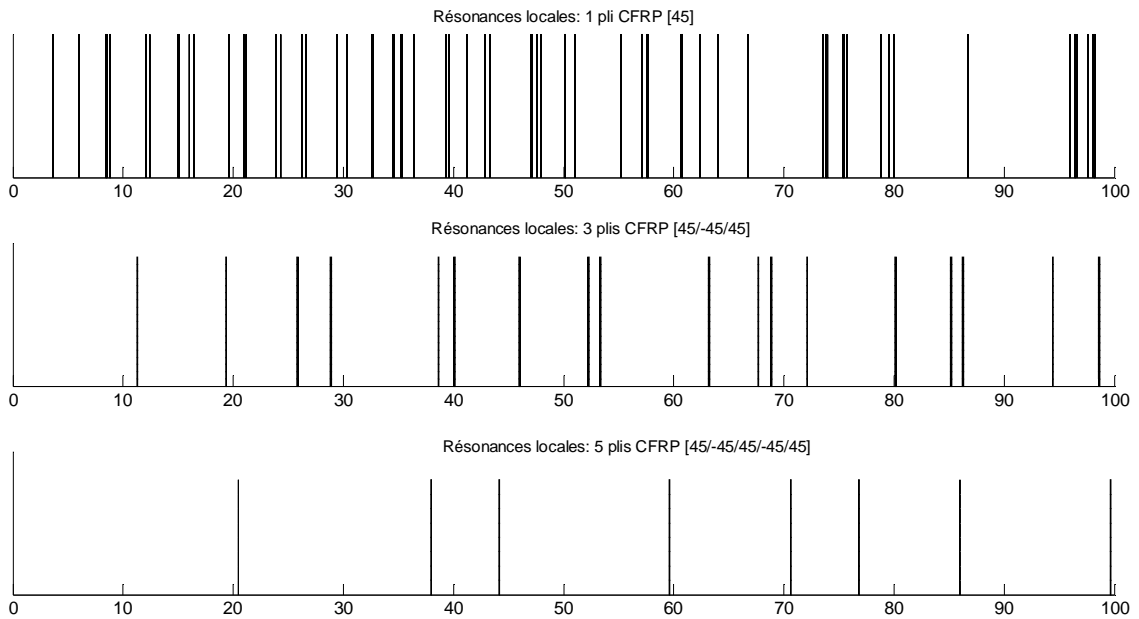 Résonances locales: 1 pli CFRP [45]
0 10 20 30 40 50 60 70 80 90 100
Résonances locales: 3 plis CFRP [45/-45/45]
0 10 20 30 40 50 60 70 80 90 100
Résonances locales: 5 plis CFRP [45/-45/45/-45/45]
0 10 20 30 40 50 60 70 80 90 100